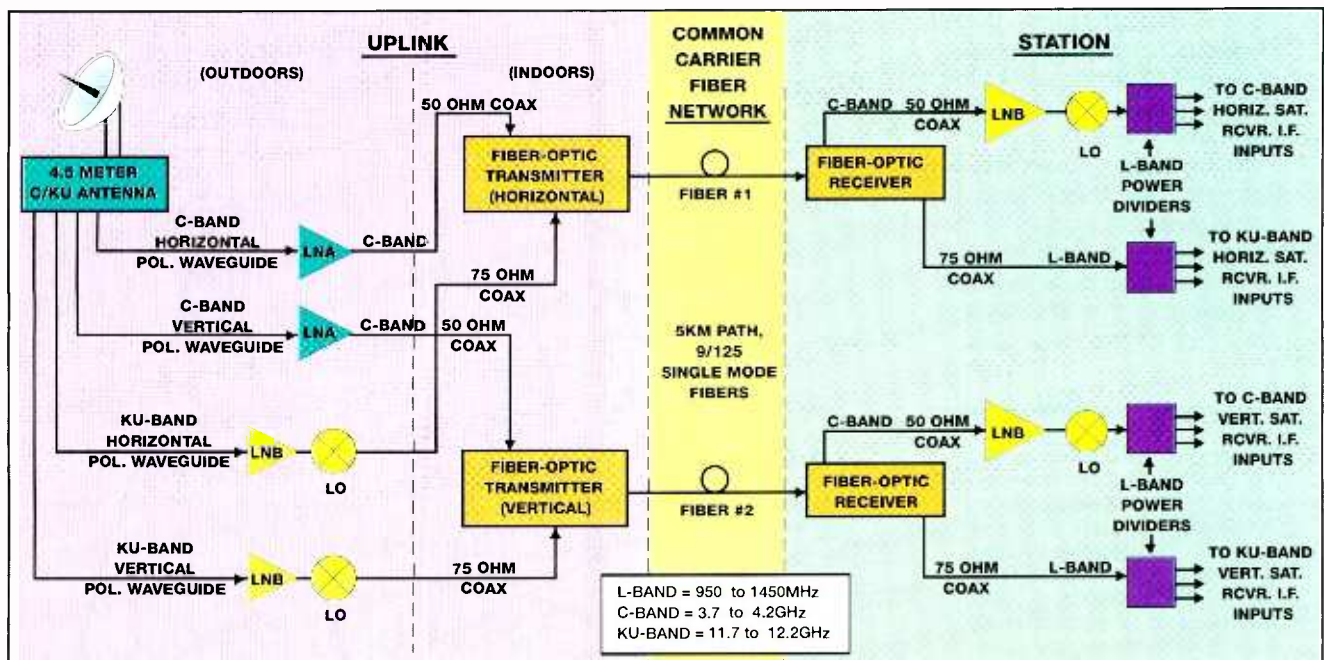 UPLINK
(OUTDOORS)
(INDOORS)
COMMON
CARRIER
FIBER
NETWORK
STATION
4.5 METER
C/KU ANTENNA
C-BAND
HORIZONTAL
POL. WAVEGUIDE
LNA
C-BAND
50 OHM COAX
C-BAND
VERTICAL
POL. WAVEGUIDE
LNA
C-BAND
50 OHM
COAX
KU-BAND
HORIZONTAL
POL. WAVEGUIDE
LNB
LO
75 OHM
COAX
KU-BAND
VERTICAL
POL. WAVEGUIDE
LNB
LO
75 OHM
COAX
FIBER-OPTIC
TRANSMITTER
(HORIZONTAL)
FIBER-OPTIC
TRANSMITTER
(VERTICAL)
FIBER #1
5KM PATH,
9/125
SINGLE MODE
FIBERS
FIBER #2
FIBER-OPTIC
RECEIVER
C-BAND
50 OHM
COAX
LNB
LO
TO C-BAND
HORIZ. SAT.
RCVR. I.F.
INPUTS
L-BAND
POWER
DIVIDERS
75 OHM
COAX
L-BAND
TO KU-BAND
HORIZ. SAT.
RCVR. I.F.
INPUTS
FIBER-OPTIC
RECEIVER
C-BAND
50 OHM
COAX
LNB
LO
TO C-BAND
VERT. SAT.
RCVR. I.F.
INPUTS
L-BAND
POWER
DIVIDERS
75 OHM
COAX
L-BAND
TO KU-BAND
VERT. SAT.
RCVR. I.F.
INPUTS
L-BAND = 950 to 1450MHz
C-BAND = 3.7 to 4.2GHz
KU-BAND = 11.7 to 12.2GHz